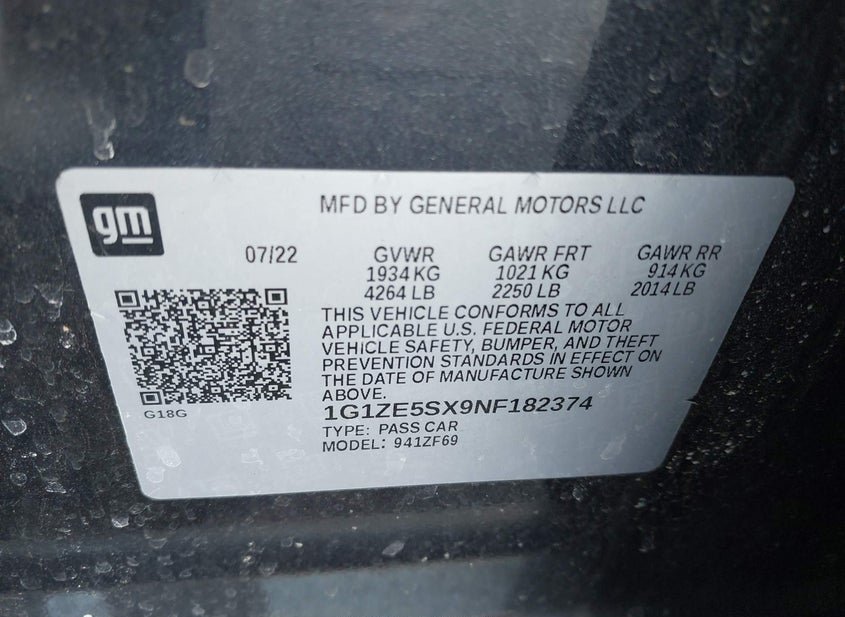 gm
MFD BY GENERAL MOTORS LLC
07/22 GVWR GAWR FRT GAWR RR
1934 KG 1021 KG 914 KG
4264 LB 2250 LB 2014 LB
THIS VEHICLE CONFORMS TO ALL
APPLICABLE U.S. FEDERAL MOTOR
VEHICLE SAFETY, BUMPER, AND THEFT
PREVENTION STANDARDS IN EFFECT ON
THE DATE OF MANUFACTURE SHOWN
ABOVE.
G18G
1G1ZE5SX9NF182374
TYPE: PASS CAR
MODEL: 941ZF69